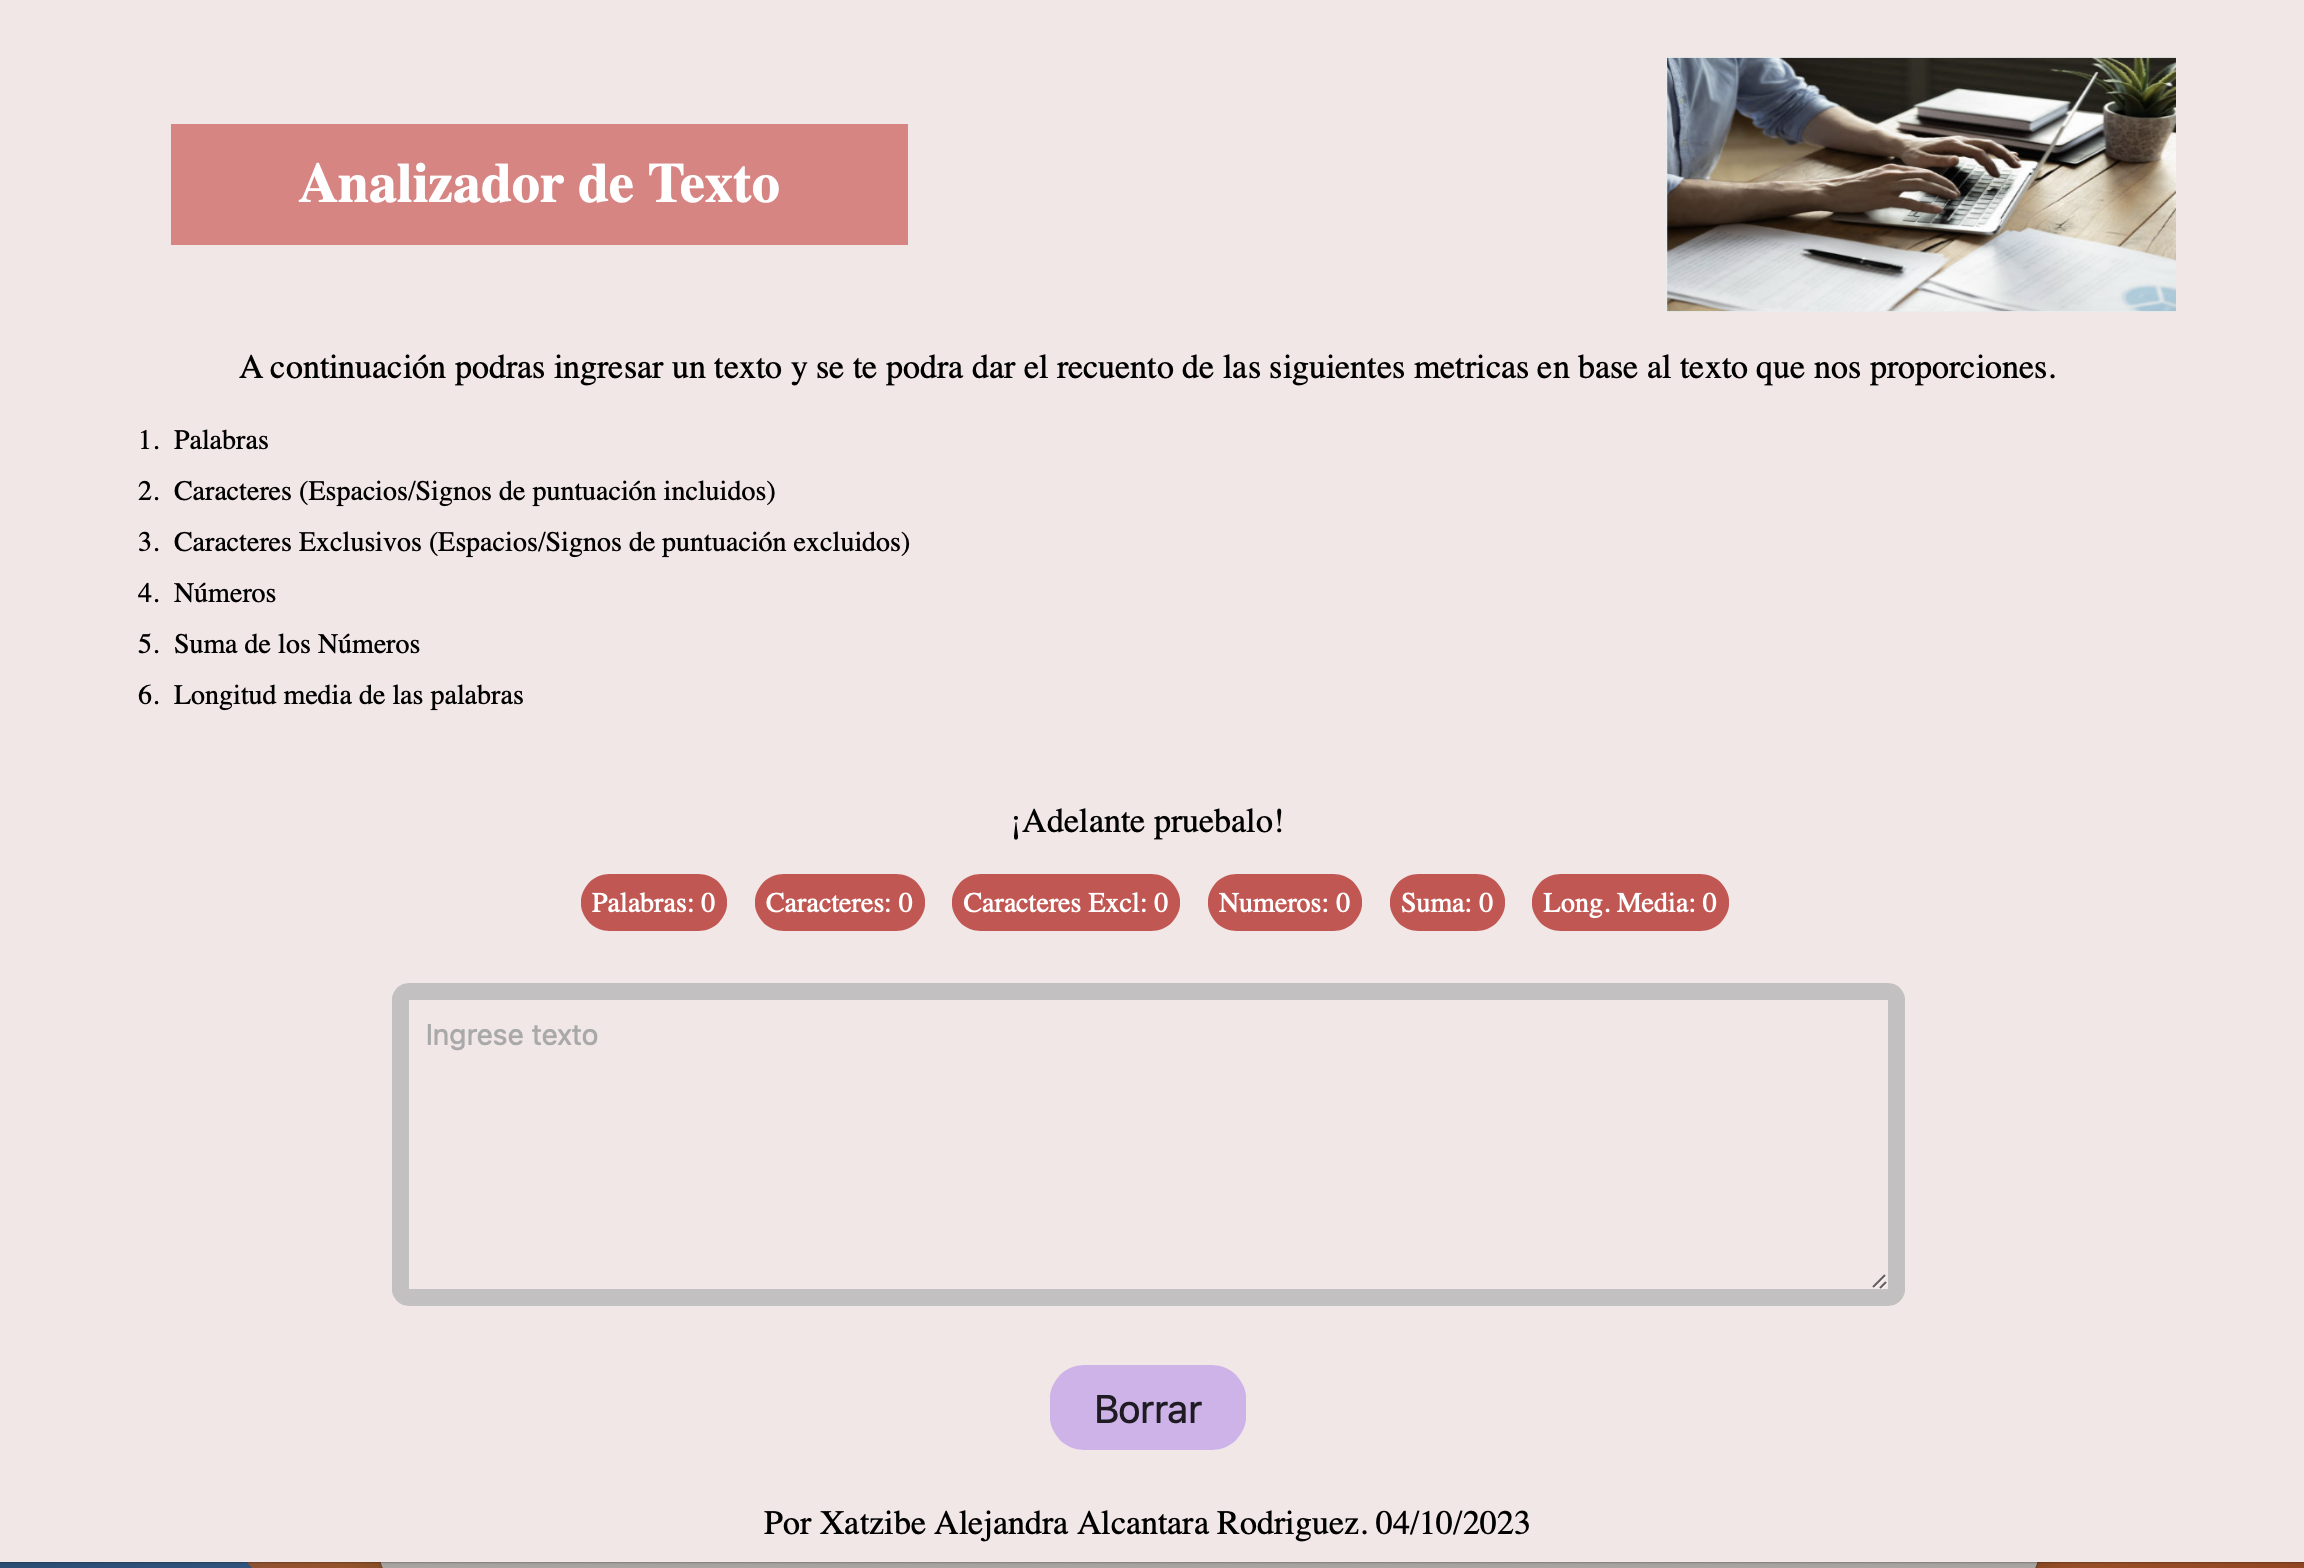 Analizador de Texto
A continuación podras ingresar un texto y se te podra dar el recuento de las siguientes metricas en base al texto que nos proporciones.
1. Palabras
2. Caracteres (Espacios/Signos de puntuación incluidos)
3. Caracteres Exclusivos (Espacios/Signos de puntuación excluidos)
4. Números
5. Suma de los Números
6. Longitud media de las palabras
¡Adelante pruebalo!
Palabras: 0 Caracteres: 0 Caracteres Excl: 0 Numeros: 0 Suma: 0 Long. Media: 0
Ingrese texto
Borrar
Por Xatzibe Alejandra Alcantara Rodriguez. 04/10/2023